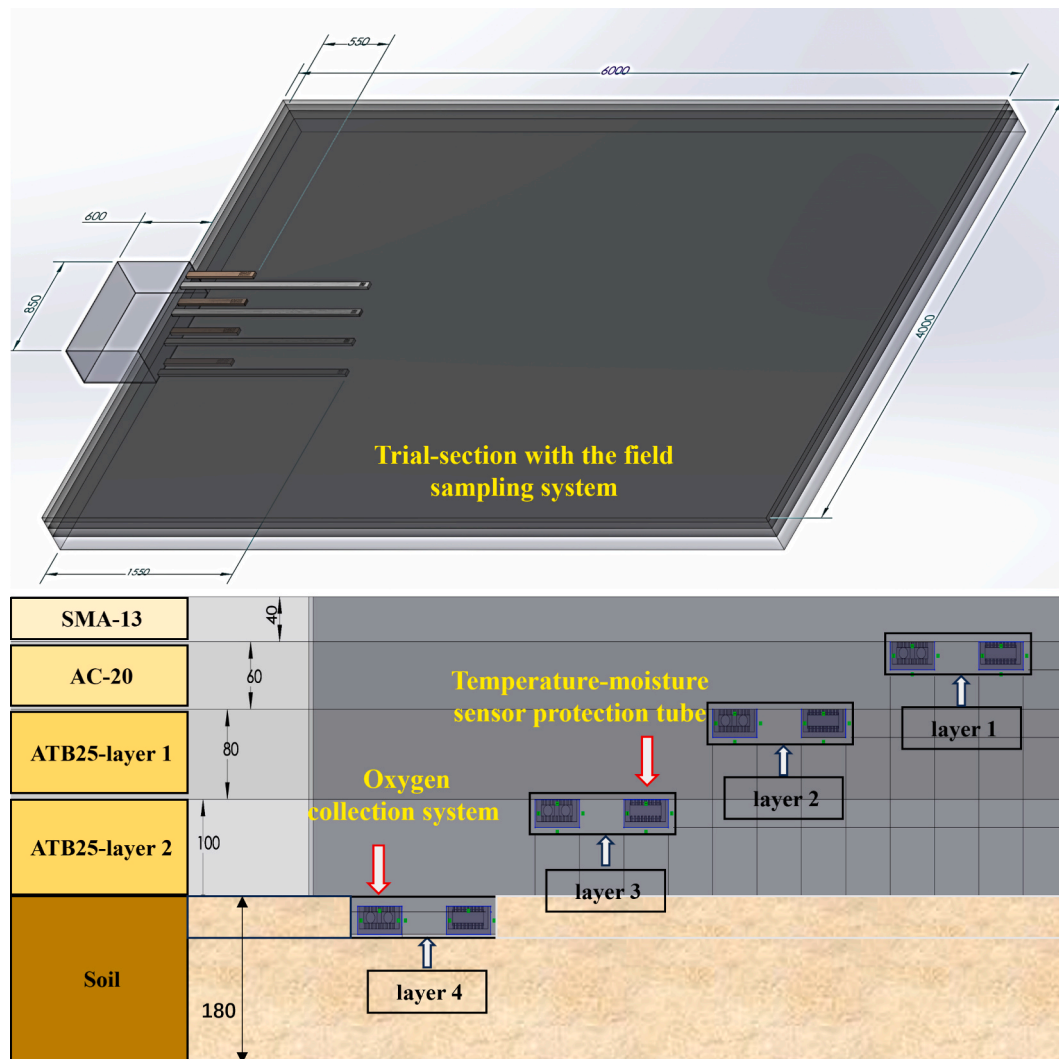 550
6000
600
850
4000
Trial-section with the field
sampling system
1550
SMA-13
40
AC-20
60
Temperature-moisture
sensor protection tube
layer 1
ATB25-layer 1
80
layer 2
Oxygen
collection system
ATB25-layer 2
100
layer 3
Soil
layer 4
180